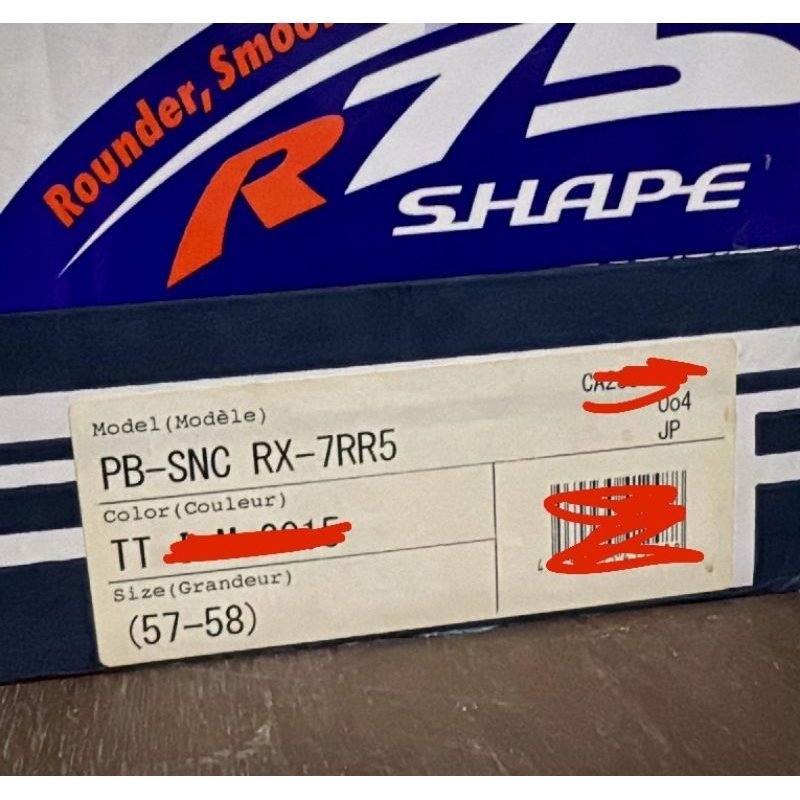 Rounder, Smoo
R75
SHAPE
Model(Modèle)
PB-SNC RX-7RR5
004
JP
Color(Couleur)
TT
Size(Grandeur)
(57-58)